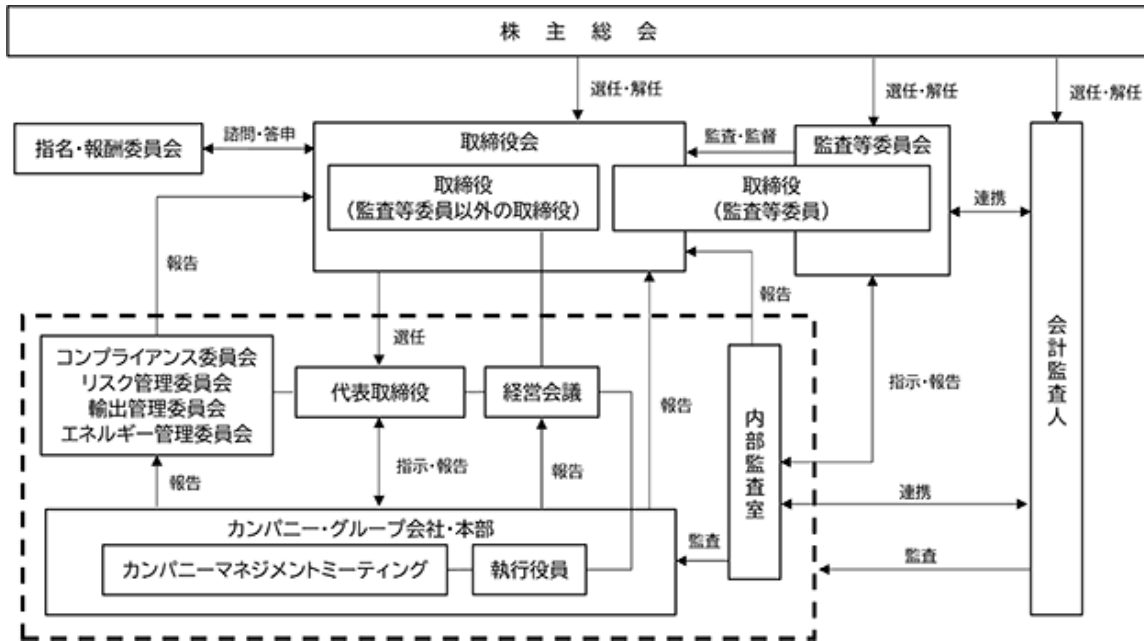 株主総会
選任・解任
選任・解任
選任・解任
指名・報酬委員会
諮問・答申
取締役会
監査・監督
監査等委員会
取締役
(監査等委員以外の取締役)
取締役
(監査等委員)
連携
報告
報告
選任
コンプライアンス委員会
リスク管理委員会
輸出管理委員会
エネルギー管理委員会
代表取締役
経営会議
報告
内部監査室
指示・報告
会計監査人
報告
指示・報告
報告
連携
カンパニー・グループ会社・本部
カンパニーマネジメントミーティング
執行役員
監査
監査